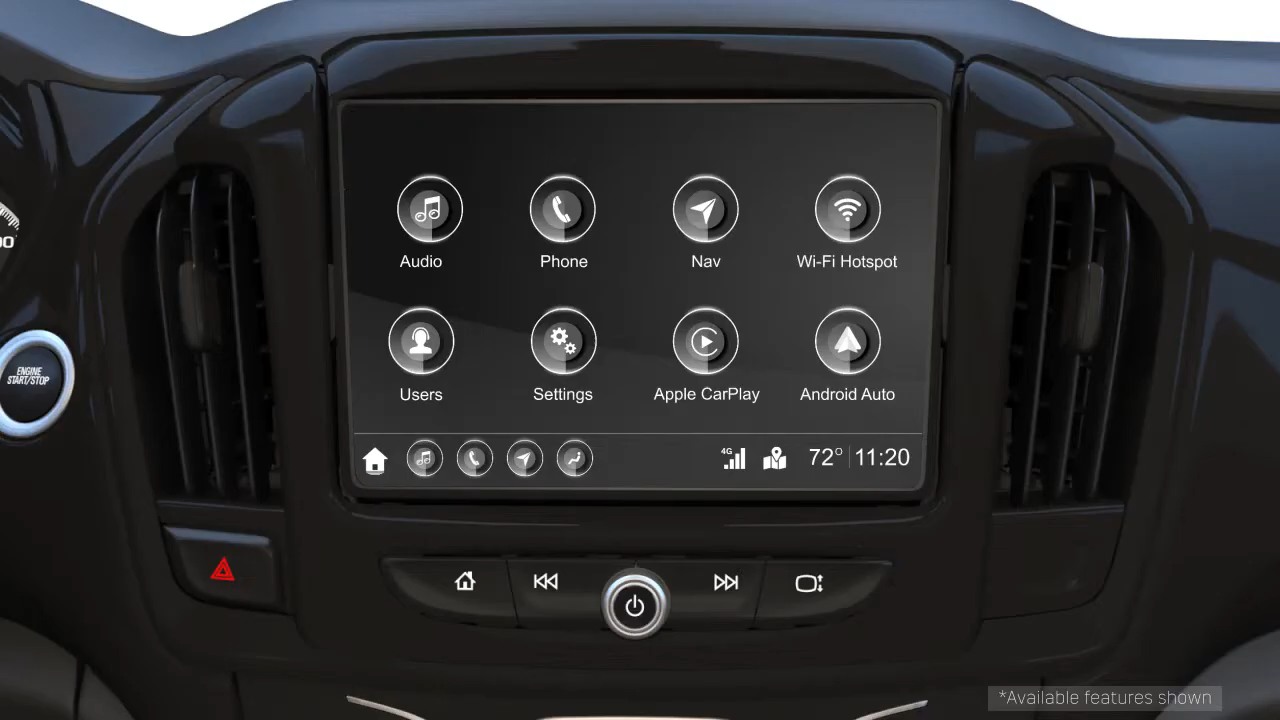 Audio
Phone
Nav
Wi-Fi Hotspot
Users
Settings
Apple CarPlay
Android Auto
4G
72°
11:20
ENGINE
START/STOP
*Available features shown